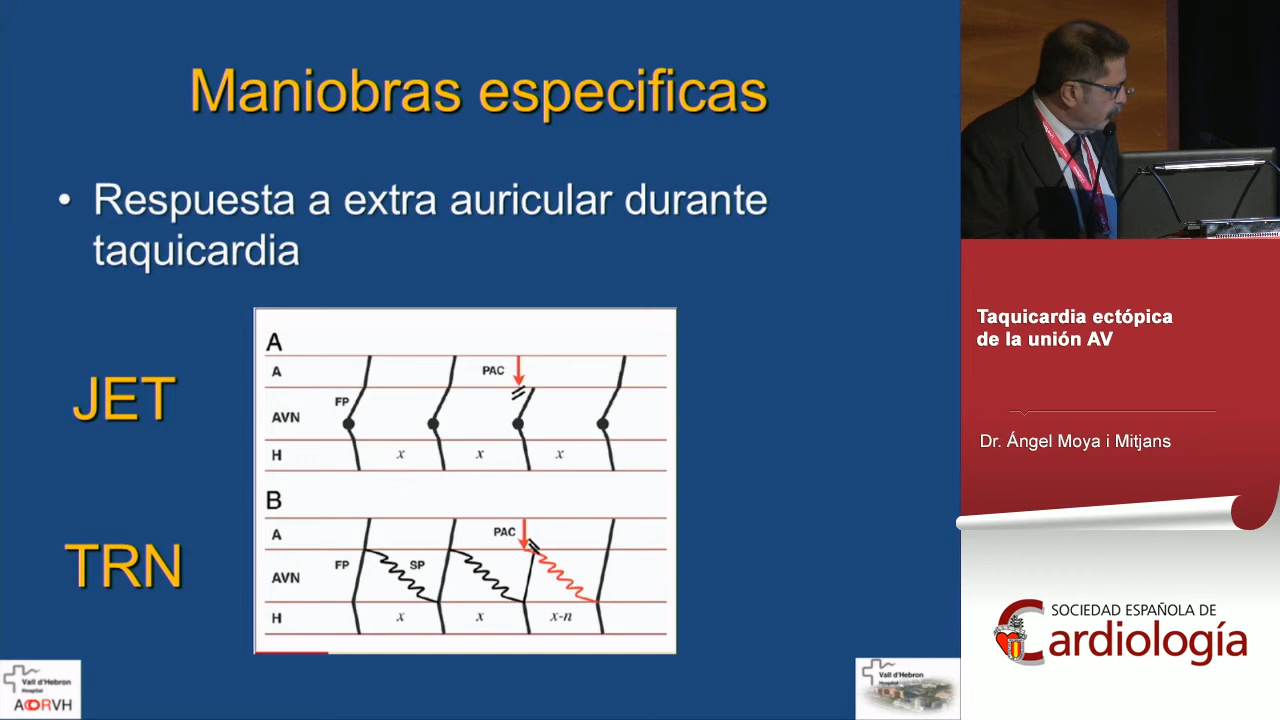 Maniobras especificas
• Respuesta a extra auricular durante
taquicardia
JET
A
A
PAC
FP
AVN
H
x
x
x
TRN
B
A
PAC
FP
SP
AVN
H
x
x
x-n
Vall d'Hebron
Hospital
ACORVH
Vall d'Hebron
Hospital
Taquicardia ectópica
de la unión AV
Dr. Ángel Moya i Mitjans
SOCIEDAD ESPAÑOLA DE
Cardiología